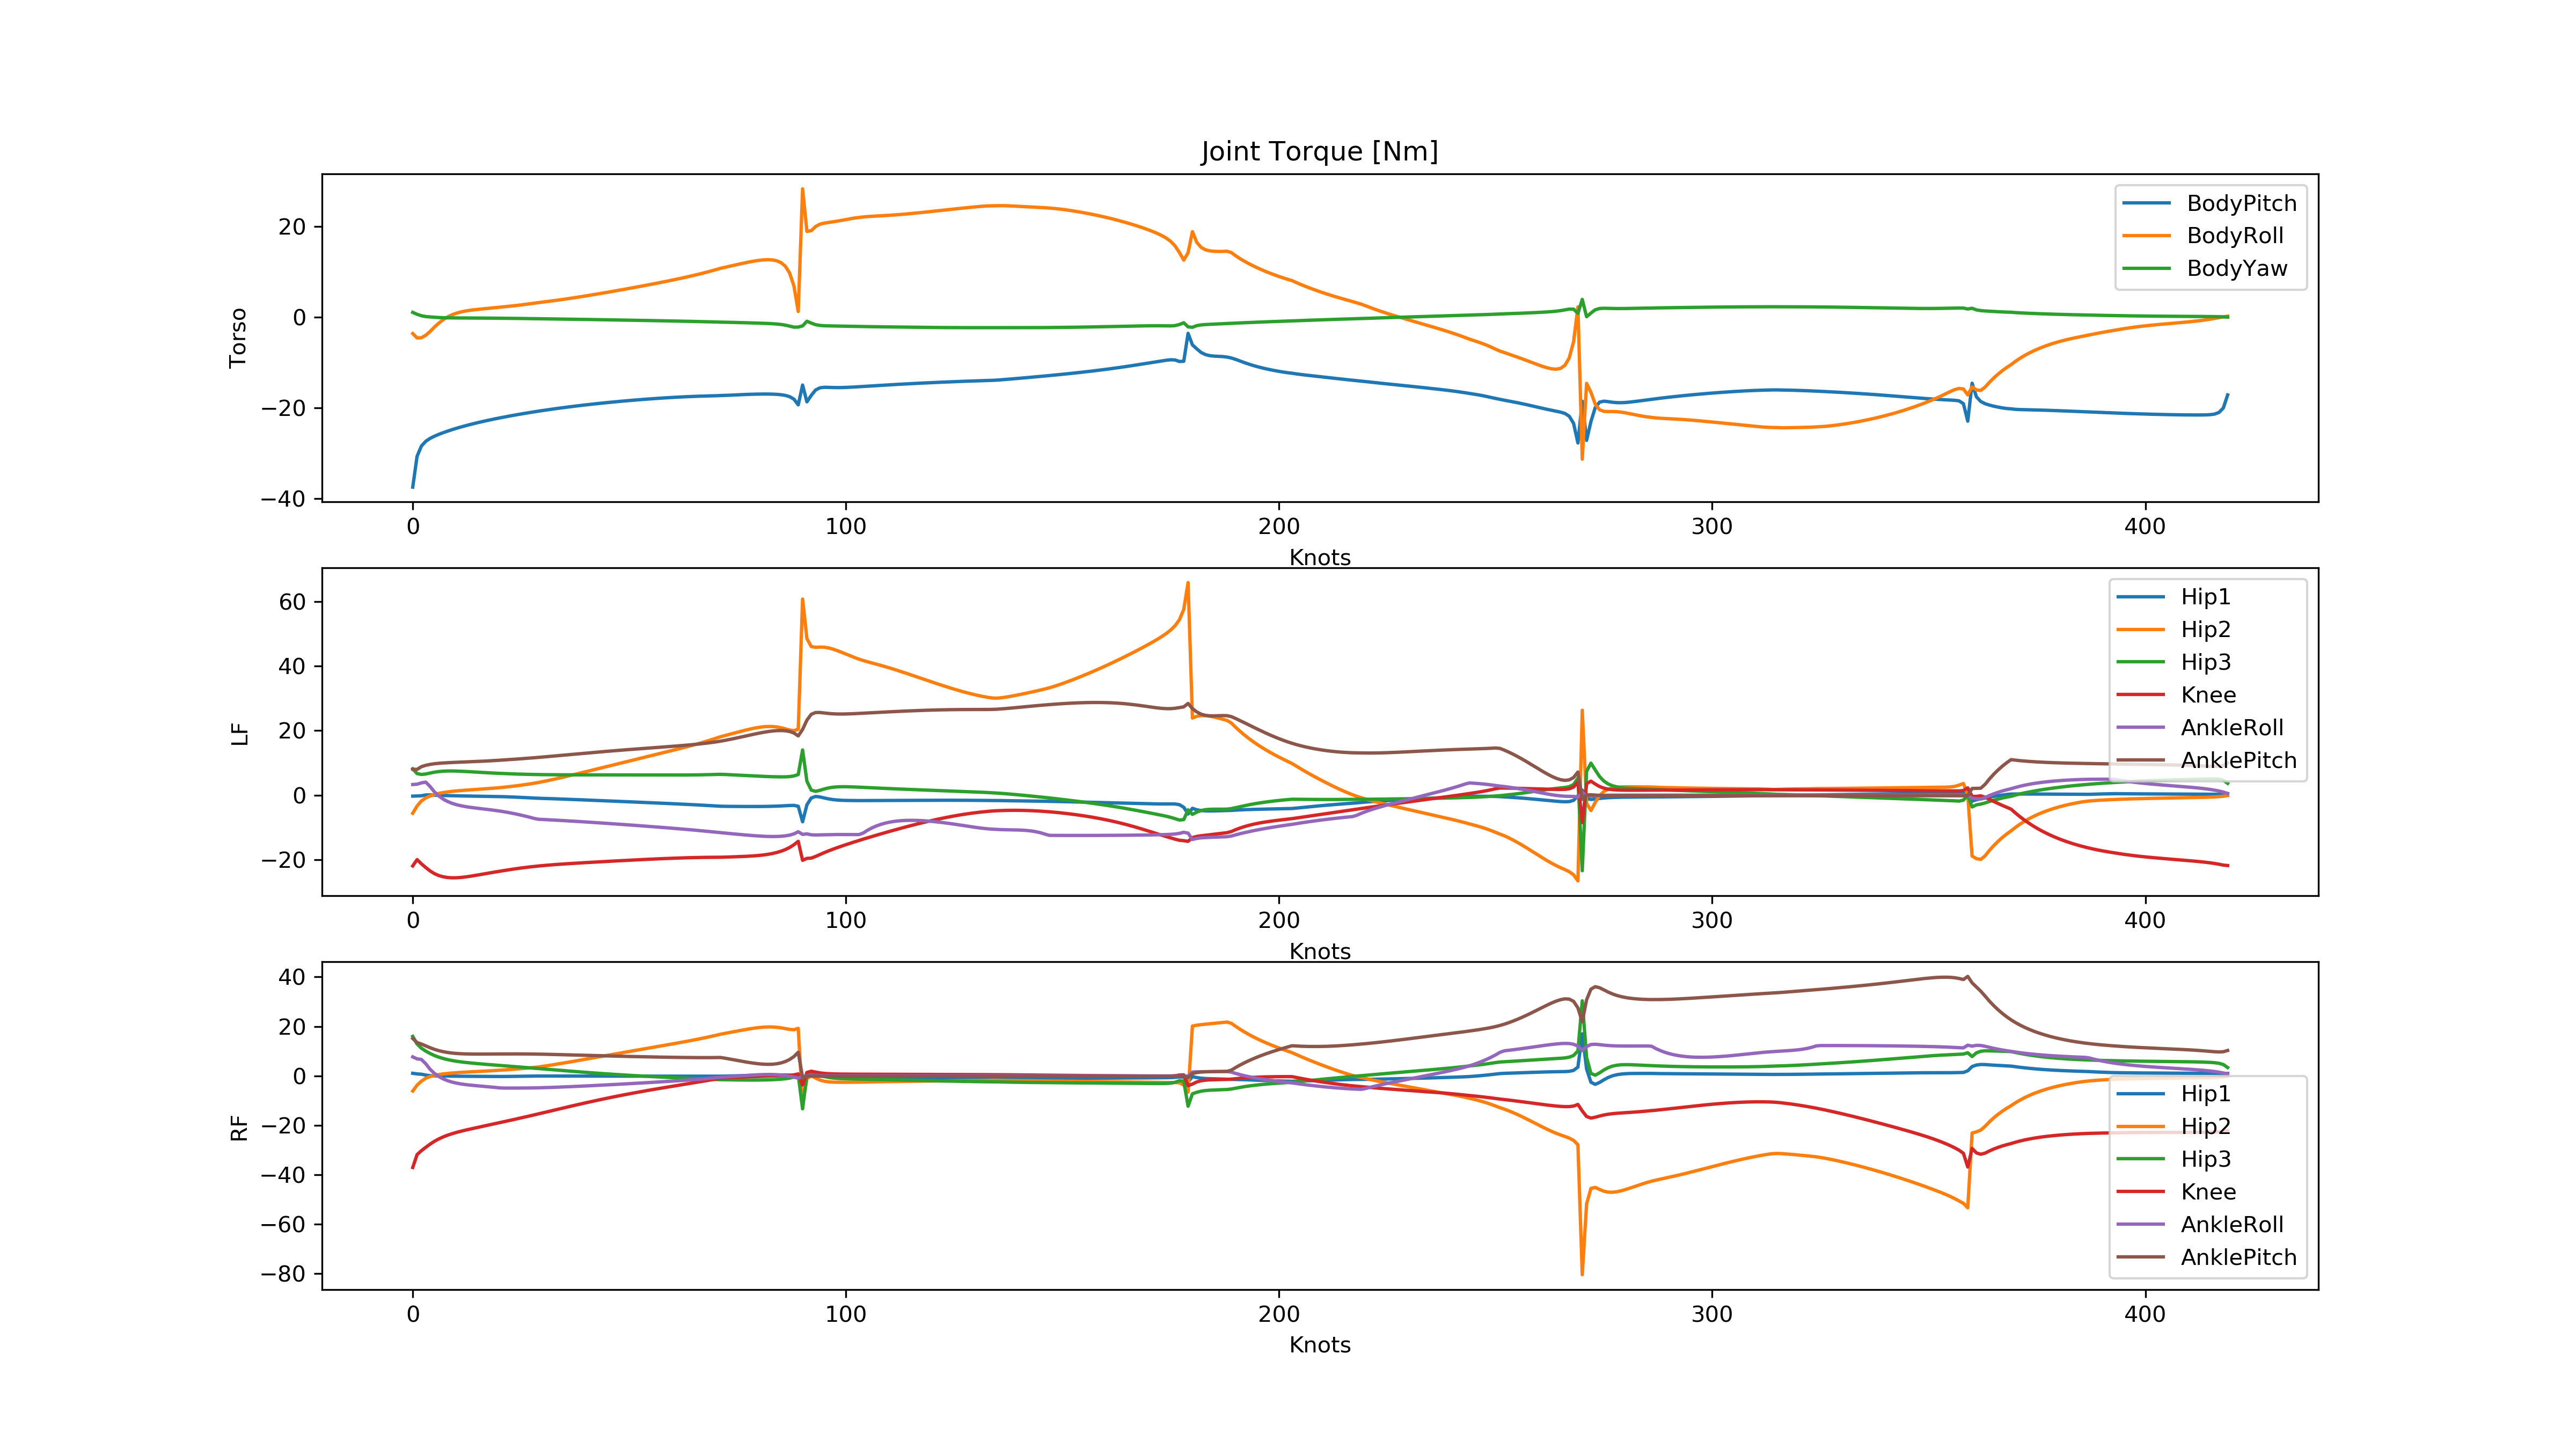 Joint Torque [Nm]
Torso
20
0
−20
−40
BodyPitch
BodyRoll
BodyYaw
0 100 200 300 400
Knots
LF
60
40
20
0
−20
Hip1
Hip2
Hip3
Knee
AnkleRoll
AnklePitch
0 100 200 300 400
Knots
RF
40
20
0
−20
−40
−60
−80
Hip1
Hip2
Hip3
Knee
AnkleRoll
AnklePitch
0 100 200 300 400
Knots